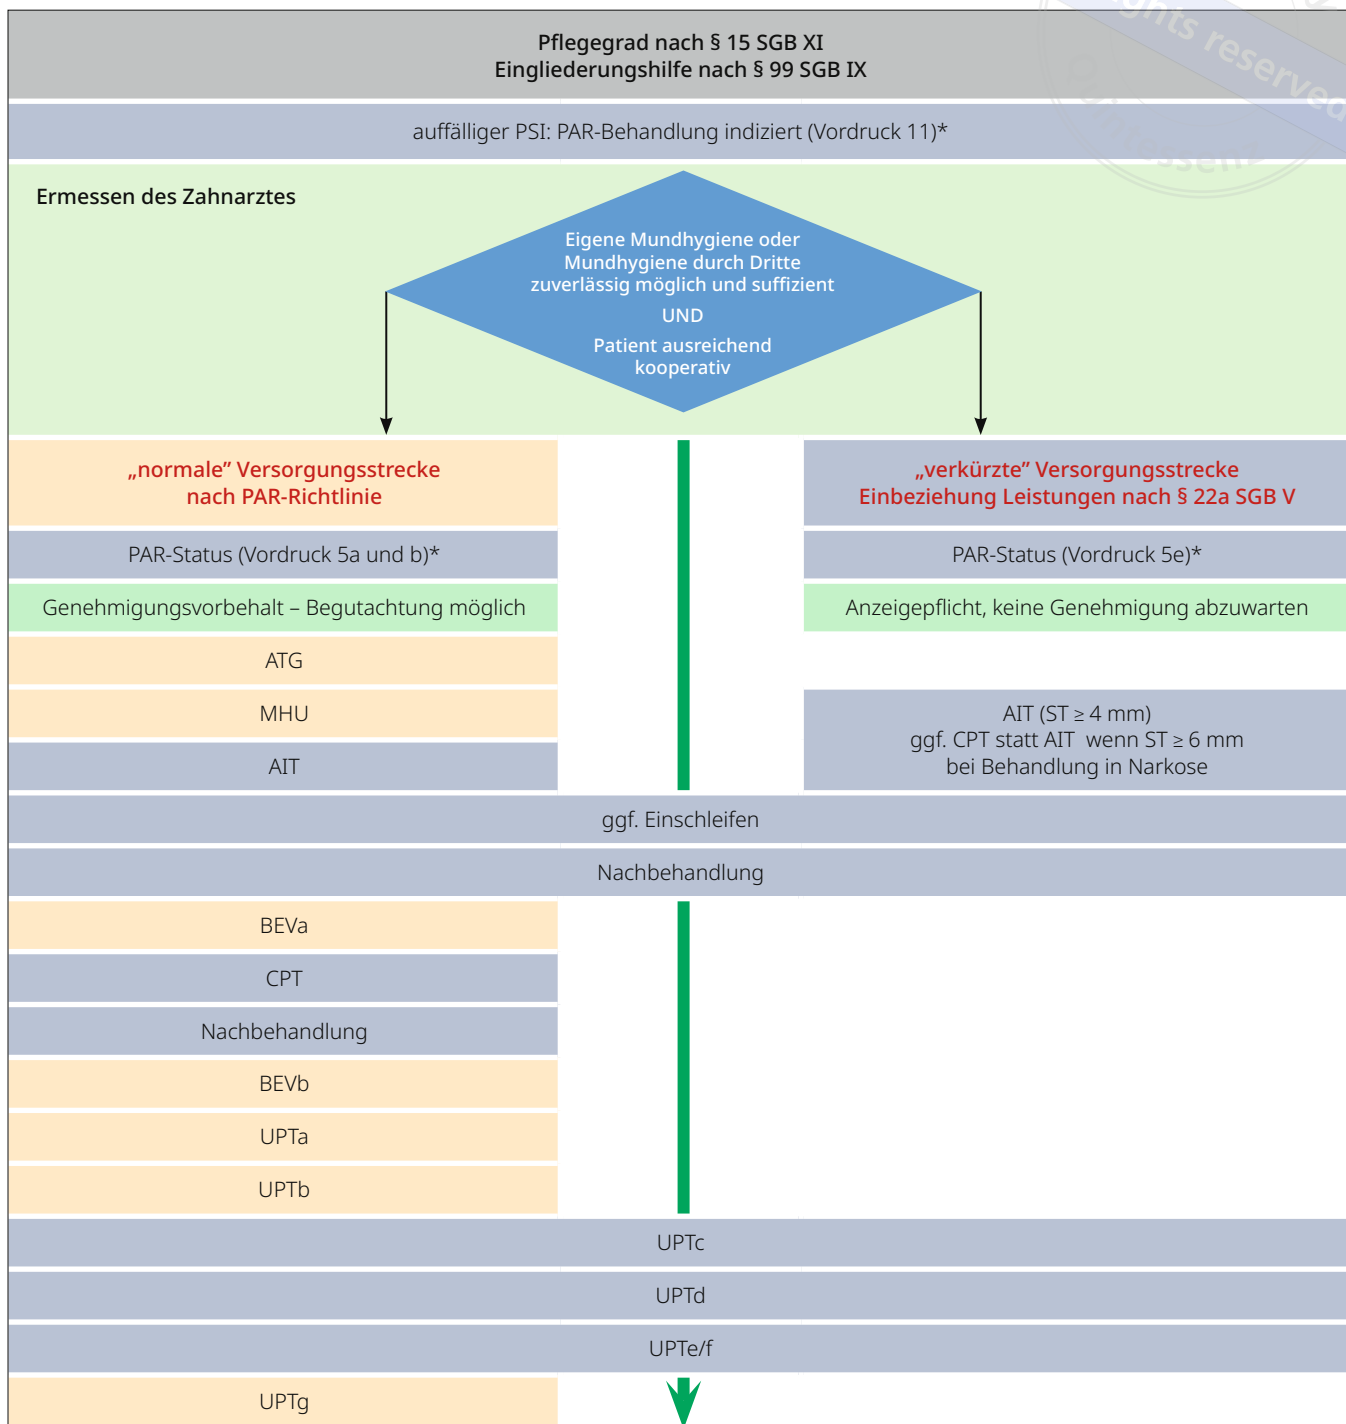 Pflegegrad nach § 15 SGB XI
Eingliederungshilfe nach § 99 SGB IX
ghts reserved
auffälliger PSI: PAR-Behandlung indiziert (Vordruck 11)*
Ermessen des Zahnarztes
Eigene Mundhygiene oder
Mundhygiene durch Dritte
zuverlässig möglich und suffizient
UND
Patient ausreichend
kooperativ
„normale” Versorgungsstrecke
nach PAR-Richtlinie
„verkürzte” Versorgungsstrecke
Einbeziehung Leistungen nach § 22a SGB V
PAR-Status (Vordruck 5a und b)*
PAR-Status (Vordruck 5e)*
Genehmigungsvorbehalt – Begutachtung möglich
Anzeigepflicht, keine Genehmigung abzuwarten
ATG
MHU
AIT
AIT (ST ≥ 4 mm)
ggf. CPT statt AIT wenn ST ≥ 6 mm
bei Behandlung in Narkose
ggf. Einschleifen
Nachbehandlung
BEVa
CPT
Nachbehandlung
BEVb
UPTa
UPTb
UPTc
UPTd
UPTe/f
UPTg